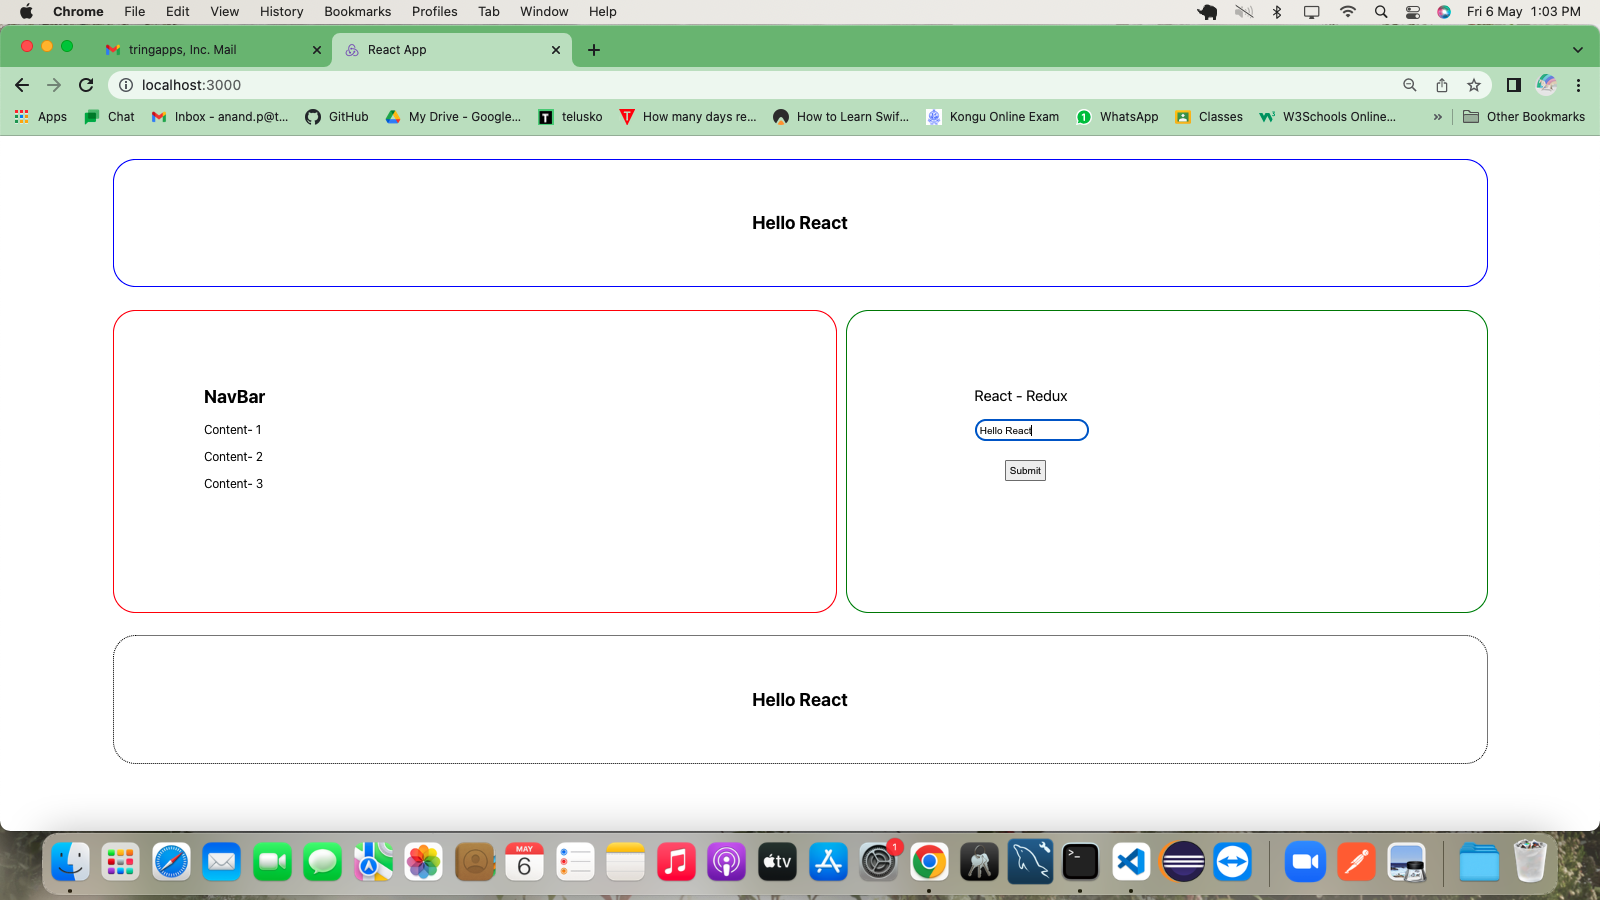 Chrome File Edit View History Bookmarks Profiles Tab Window Help Fri 6 May 1:03 PM
tringapps, Inc. Mail React App
localhost:3000
Apps Chat Inbox - anand.p@t... GitHub My Drive - Google... telusko How many days re... How to Learn Swif... Kongu Online Exam WhatsApp Classes W3Schools Online... » Other Bookmarks
Hello React
NavBar
Content- 1
Content- 2
Content- 3
React - Redux
Hello React
Submit
Hello React
MAY
6
tv
1